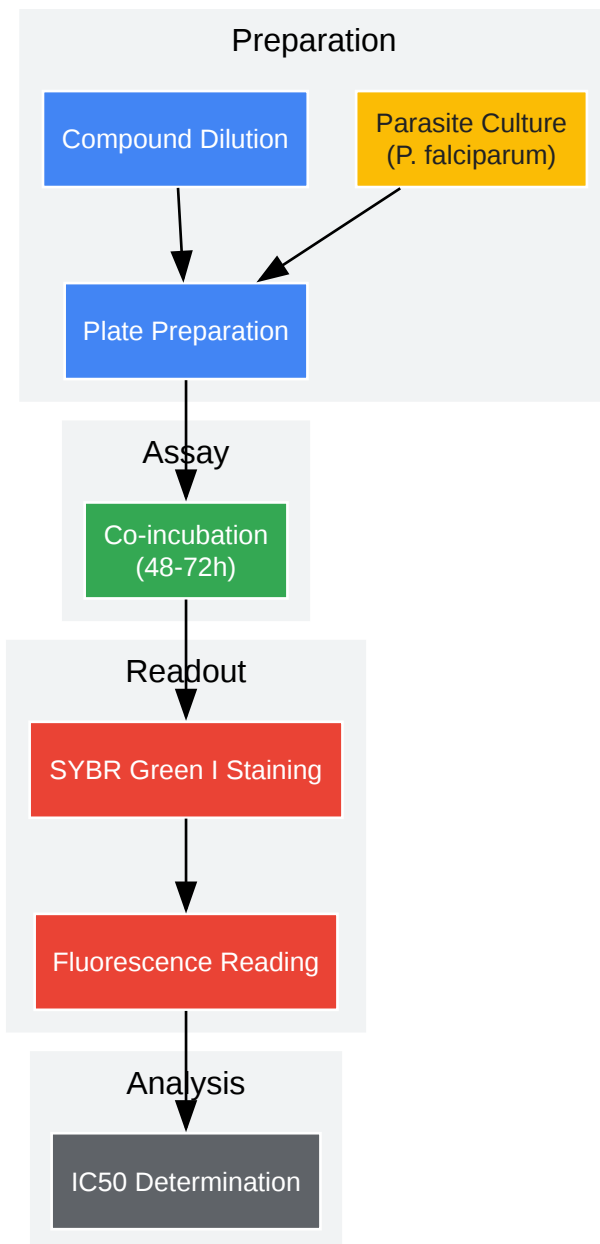 Preparation
Compound Dilution
Parasite Culture
(P. falciparum)
Plate Preparation
Assay
Co-incubation
(48-72h)
Readout
SYBR Green I Staining
Fluorescence Reading
Analysis
IC50 Determination